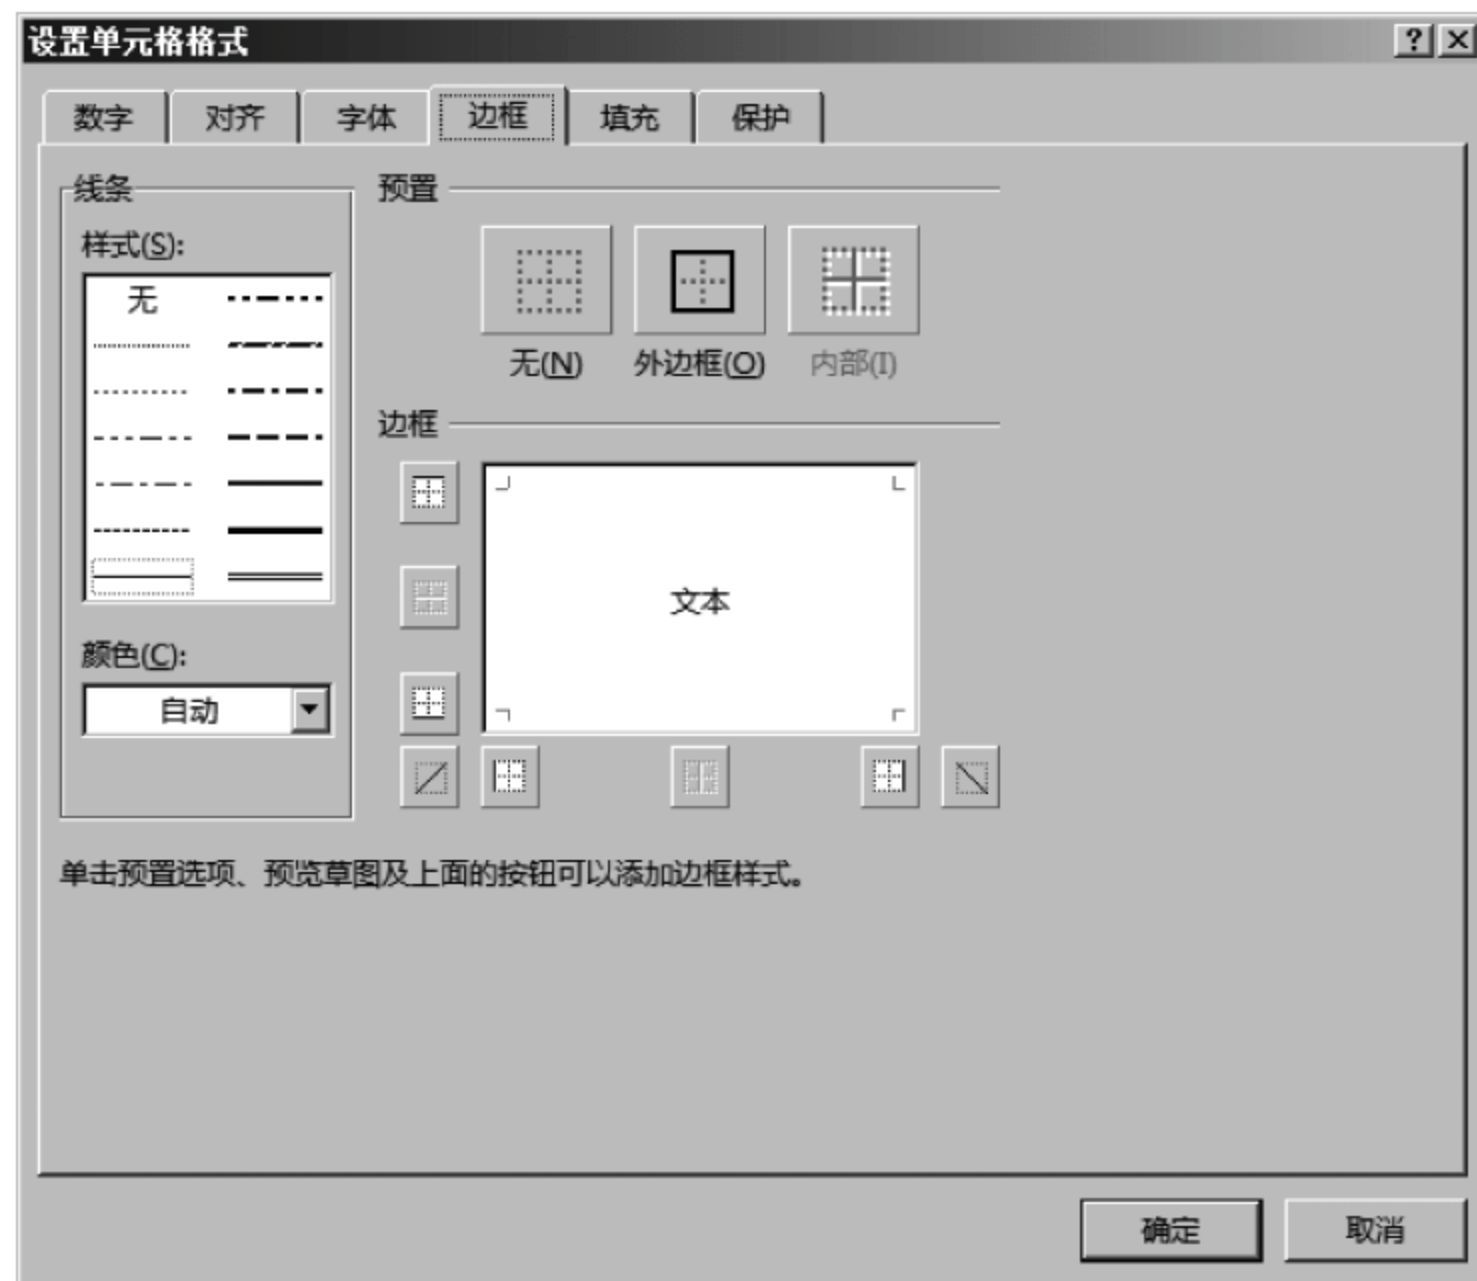 设置单元格格式
数字 对齐 字体 边框 填充 保护
线条
样式(S):
无
颜色(C):
自动
预置
无(N) 外边框(O) 内部(I)
边框
文本
单击预置选项、预览草图及上面的按钮可以添加边框样式。
确定 取消